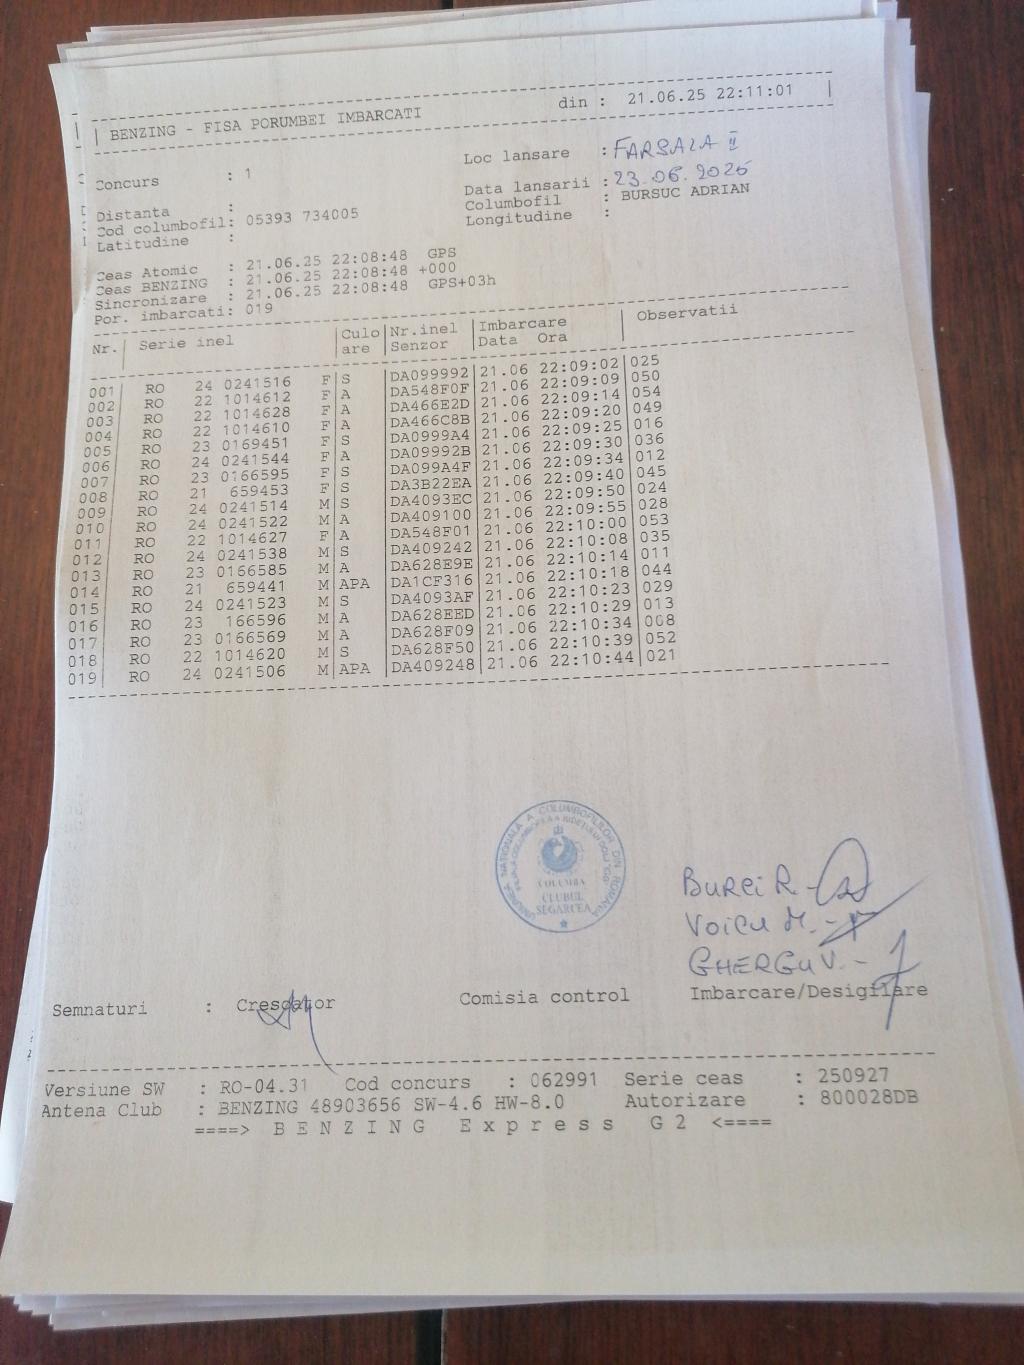 BENZING - FISA PORUMBEI IMBARCATI din : 21.06.25 22:11:01
Concurs : 1 Loc lansare : FARSALA II
Data lansarii : 23.06.2025
Distanta : Columbofil : BURSUC ADRIAN
Cod columbofil: 05393 734005 Longitudine :
Latitudine :
Ceas Atomic : 21.06.25 22:08:48 GPS
Ceas BENZING : 21.06.25 22:08:48 +000
Sincronizare : 21.06.25 22:08:48 GPS+03h
Por. imbarcati: 019
Nr. Serie inel Culo Nr.inel Imbarcare Observatii
are Senzor Data Ora
001 RO 24 0241516 F S DA099992 21.06 22:09:02 025
002 RO 22 1014612 F A DA548F0F 21.06 22:09:09 050
003 RO 22 1014628 F A DA466E2D 21.06 22:09:14 054
004 RO 22 1014610 F A DA466C8B 21.06 22:09:20 049
005 RO 23 0169451 F S DA0999A4 21.06 22:09:25 016
006 RO 24 0241544 F A DA09992B 21.06 22:09:30 036
007 RO 23 0166595 F S DA099A4F 21.06 22:09:34 012
008 RO 21 659453 F S DA3B22EA 21.06 22:09:40 045
009 RO 24 0241514 M S DA4093EC 21.06 22:09:50 024
010 RO 24 0241522 M A DA409100 21.06 22:09:55 028
011 RO 22 1014627 F A DA548F01 21.06 22:10:00 053
012 RO 24 0241538 M S DA409242 21.06 22:10:08 035
013 RO 23 0166585 M A DA628E9E 21.06 22:10:14 011
014 RO 21 659441 M APA DA1CF316 21.06 22:10:18 044
015 RO 24 0241523 M S DA4093AF 21.06 22:10:23 029
016 RO 23 166596 M A DA628EED 21.06 22:10:29 013
017 RO 23 0166569 M A DA628F09 21.06 22:10:34 008
018 RO 22 1014620 M S DA628F50 21.06 22:10:39 052
019 RO 24 0241506 M APA DA409248 21.06 22:10:44 021
UNIUNEA NATIONALA A COLUMBOFILILOR DIN ROMANIA
COLUMBA
CLUBUL
SEGARCEA
BURCI R.
VOICU M.
GHERGU V.
Semnaturi : Crescator Comisia control Imbarcare/Desigilare
Versiune SW : RO-04.31 Cod concurs : 062991 Serie ceas : 250927
Antena Club : BENZING 48903656 SW-4.6 HW-8.0 Autorizare : 800028DB
====> B E N Z I N G E x p r e s s G 2 <====